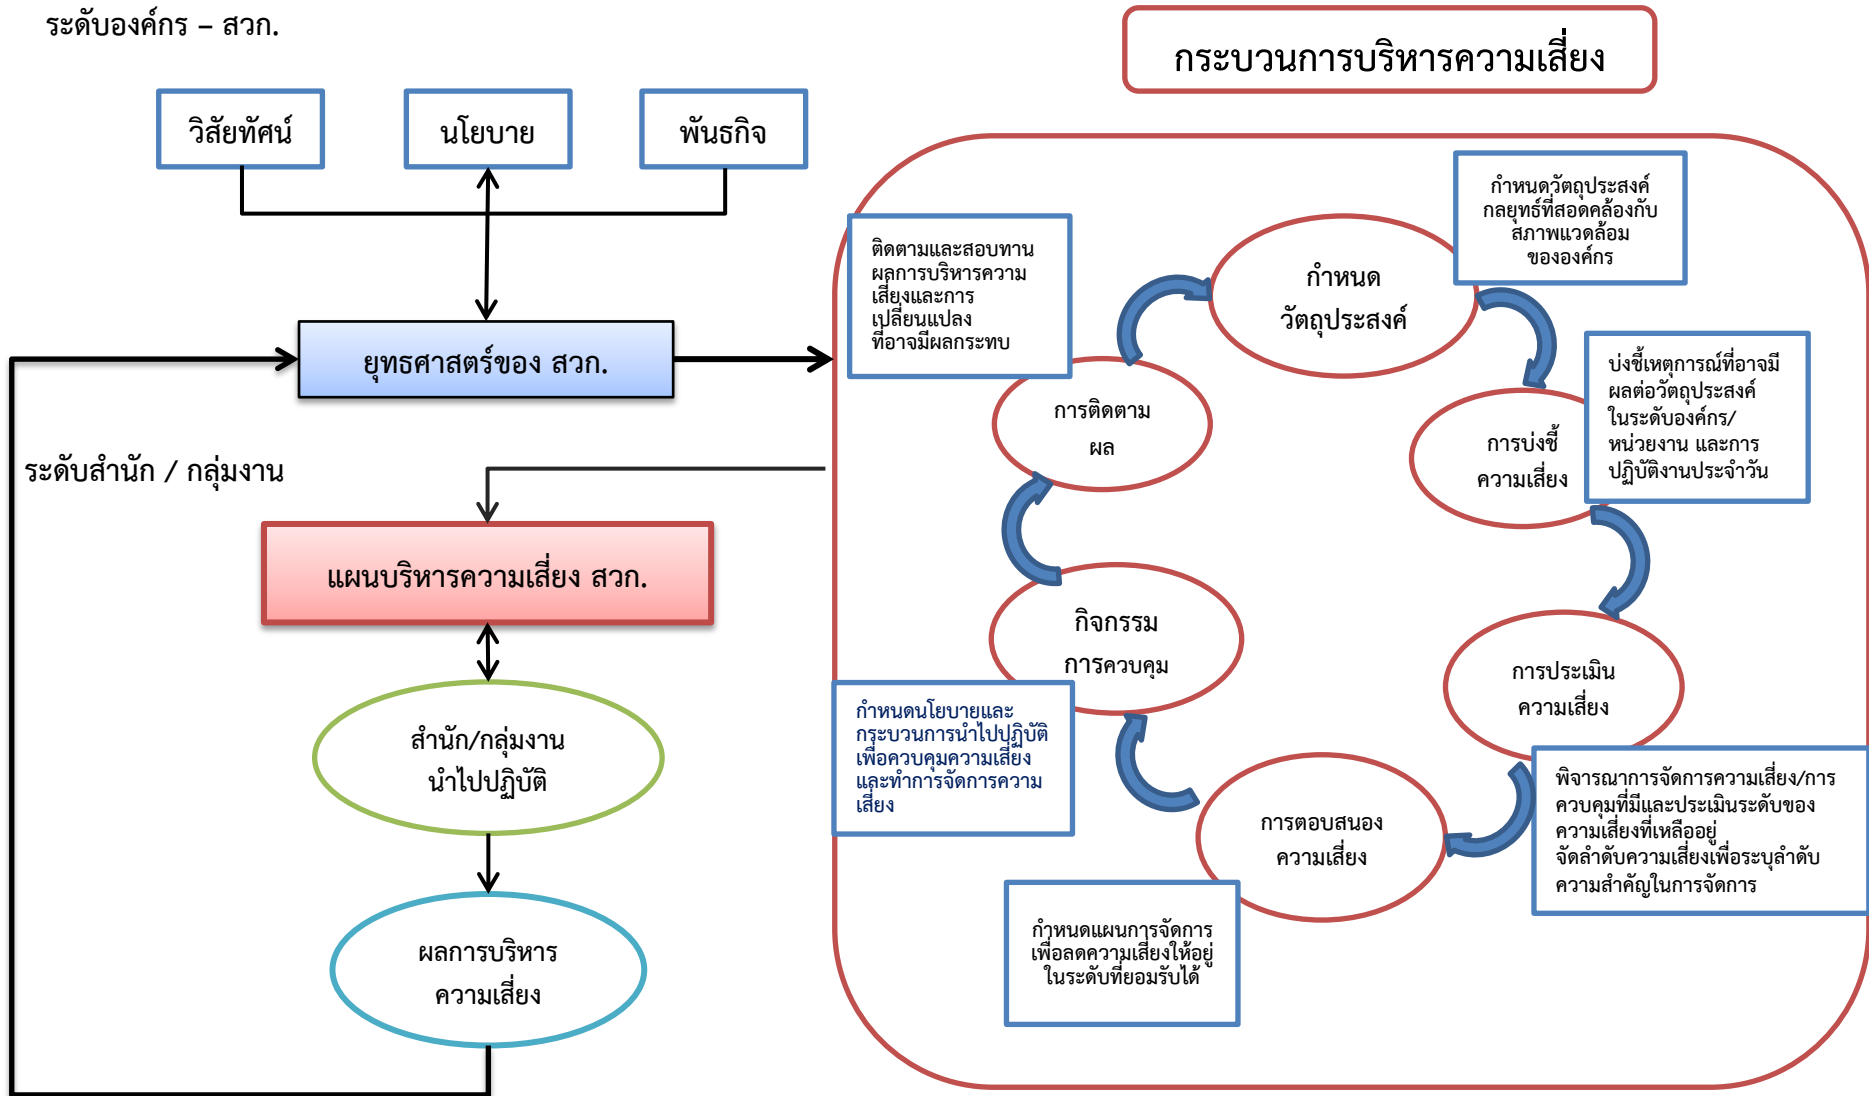 ระดับองค์กร – สวก.
กระบวนการบริหารความเสี่ยง
วิสัยทัศน์
นโยบาย
พันธกิจ
ยุทธศาสตร์ของ สวก.
ระดับสำนัก / กลุ่มงาน
แผนบริหารความเสี่ยง สวก.
สำนัก/กลุ่มงาน
นำไปปฏิบัติ
ผลการบริหาร
ความเสี่ยง
กำหนด
วัตถุประสงค์
กำหนดวัตถุประสงค์
กลยุทธ์ที่สอดคล้องกับ
สภาพแวดล้อม
ขององค์กร
การบ่งชี้
ความเสี่ยง
บ่งชี้เหตุการณ์ที่อาจมี
ผลต่อวัตถุประสงค์
ในระดับองค์กร/
หน่วยงาน และการ
ปฏิบัติงานประจำวัน
การประเมิน
ความเสี่ยง
พิจารณาการจัดการความเสี่ยง/การ
ควบคุมที่มีและประเมินระดับของ
ความเสี่ยงที่เหลืออยู่
จัดลำดับความเสี่ยงเพื่อระบุลำดับ
ความสำคัญในการจัดการ
การตอบสนอง
ความเสี่ยง
กำหนดแผนการจัดการ
เพื่อลดความเสี่ยงให้อยู่
ในระดับที่ยอมรับได้
กิจกรรม
การควบคุม
กำหนดนโยบายและ
กระบวนการนำไปปฏิบัติ
เพื่อควบคุมความเสี่ยง
และทำการจัดการความ
เสี่ยง
การติดตาม
ผล
ติดตามและสอบทาน
ผลการบริหารความ
เสี่ยงและการ
เปลี่ยนแปลง
ที่อาจมีผลกระทบ